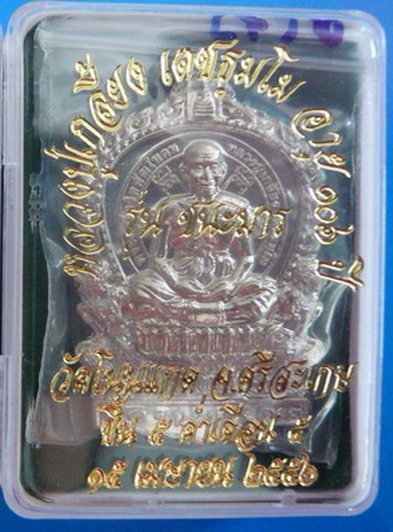 หลวงปู่เกลี้ยง เตชธมฺโม อายุ ๑๐๖ ปี
รุ่น ชนะมาร
วัดโนนแกด จ.ศรีสะเกษ
ขึ้น ๕ ค่ำเดือน ๕
๑๕ เมษายน ๒๕๕๖